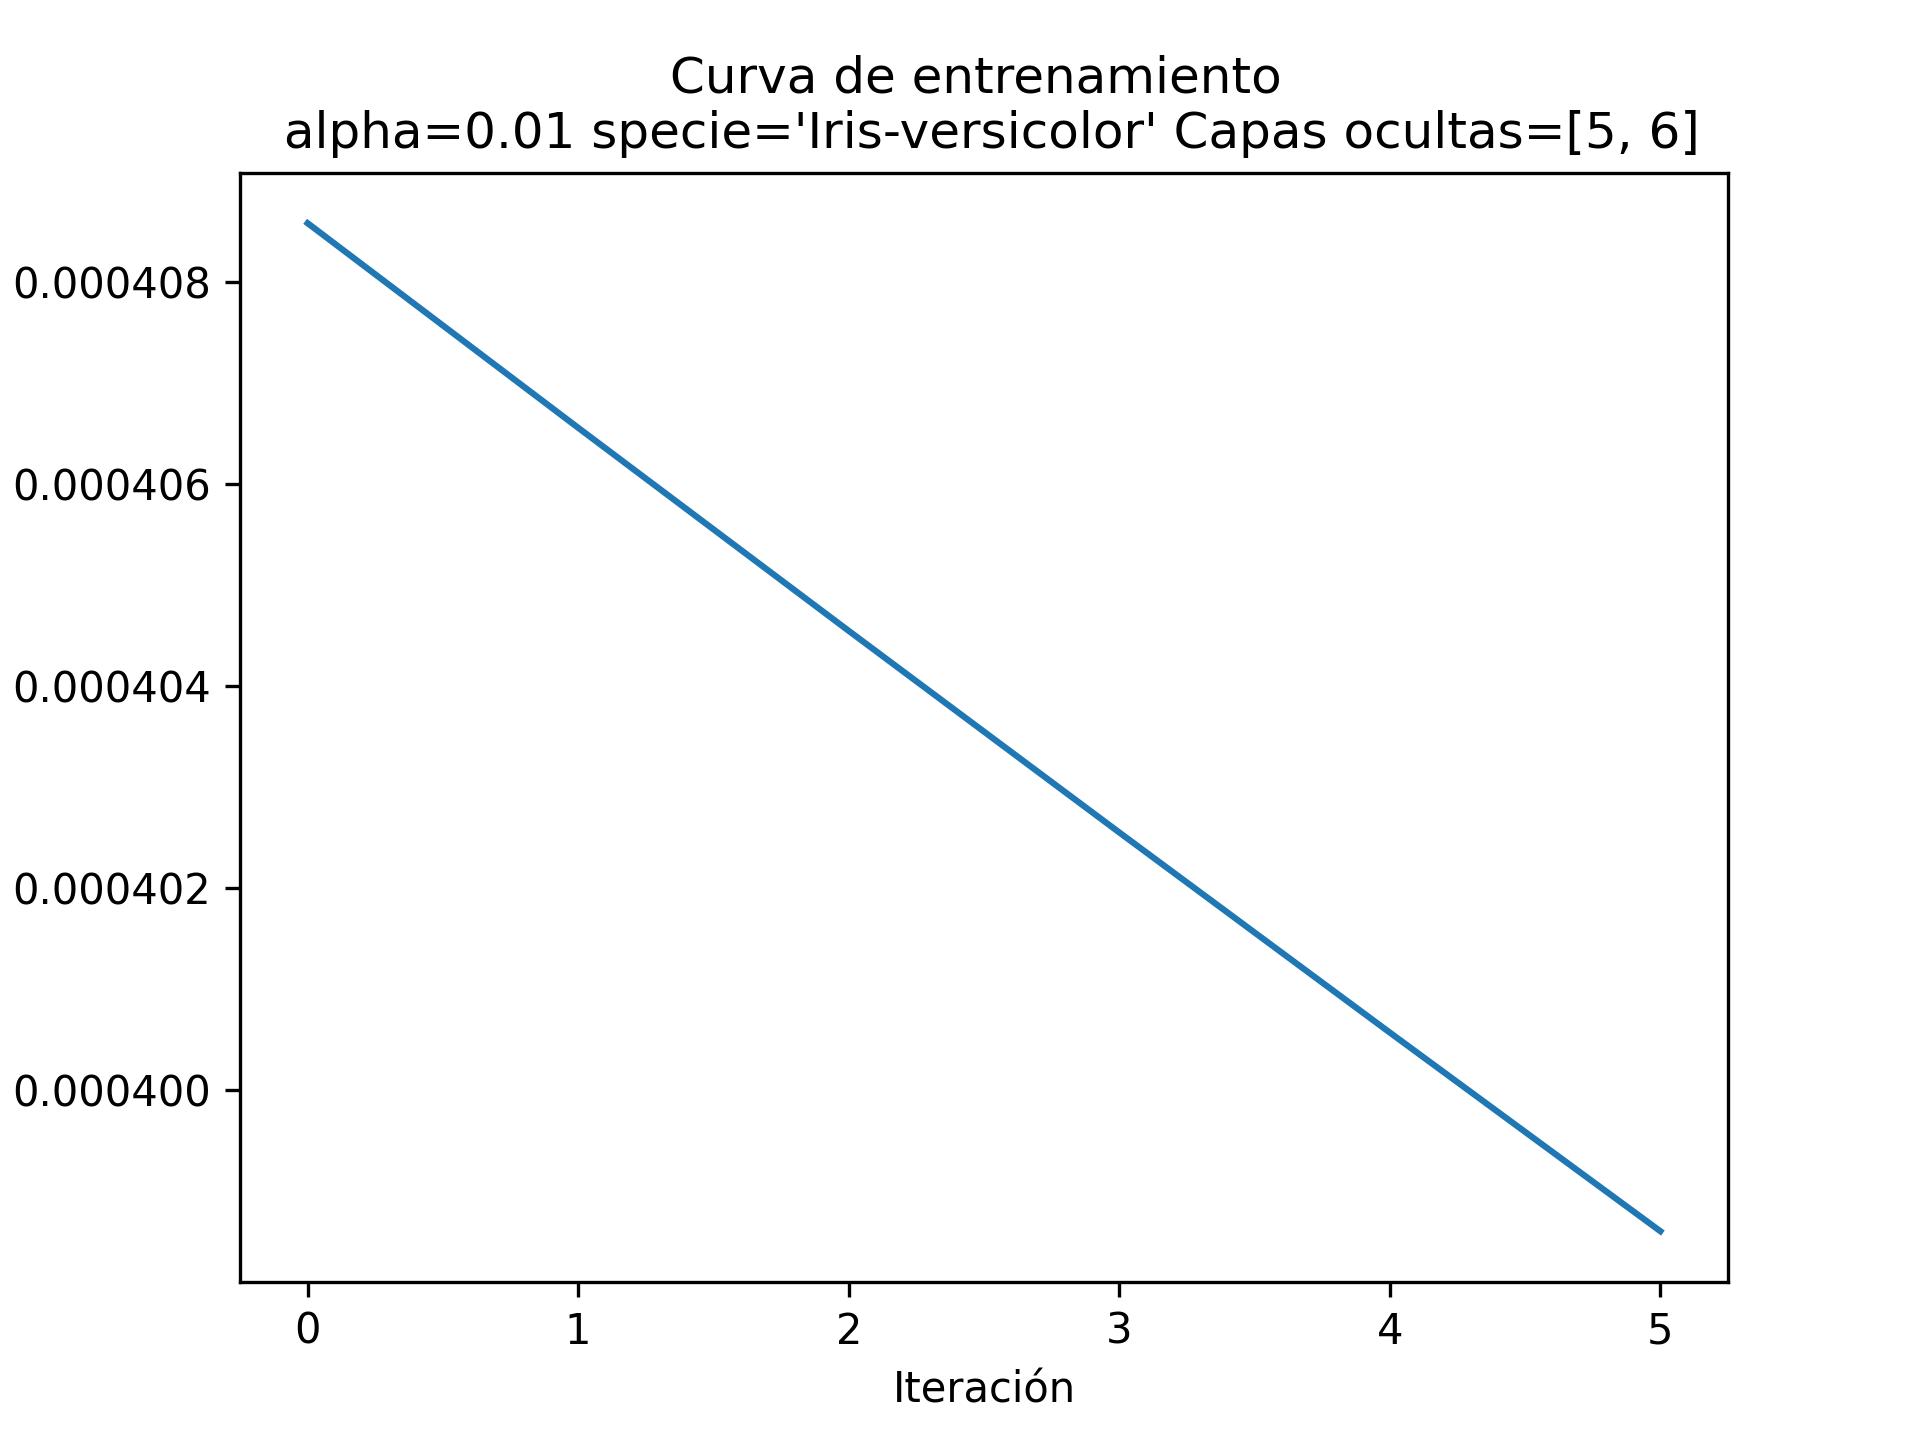 Curva de entrenamiento
alpha=0.01 specie='Iris-versicolor' Capas ocultas=[5, 6]
0.000408
0.000406
0.000404
0.000402
0.000400
0 1 2 3 4 5
Iteración